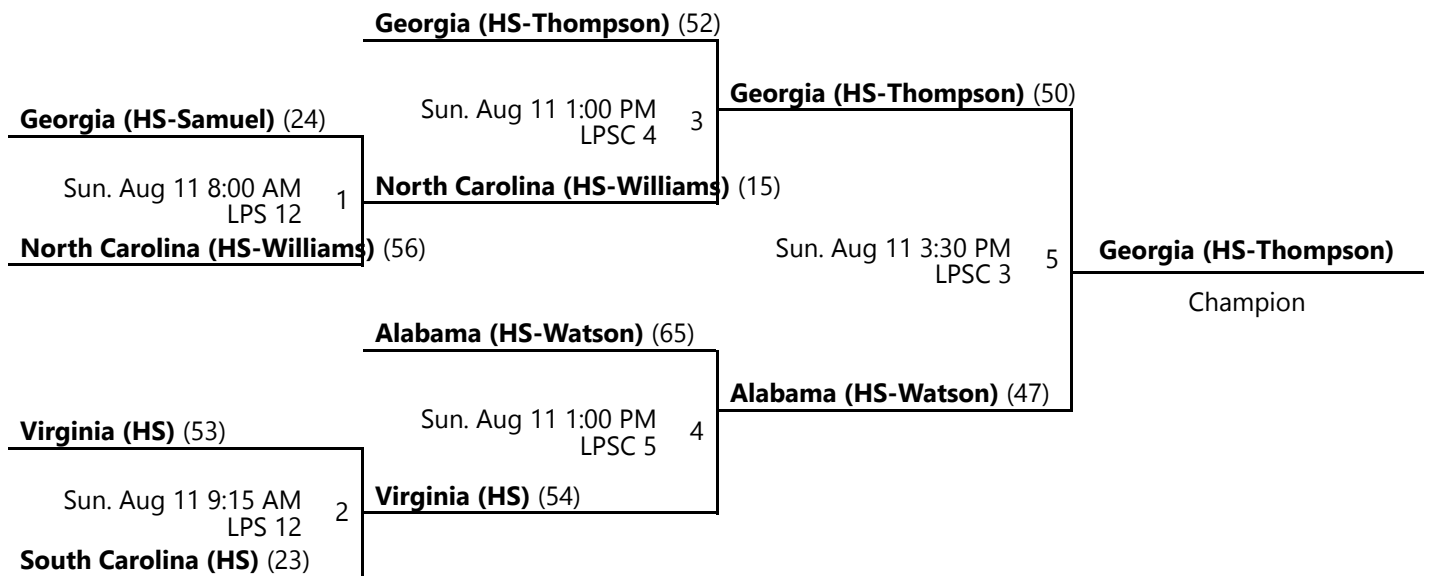 Georgia (HS-Thompson) (52)
Georgia (HS-Samuel) (24)
Sun. Aug 11 1:00 PM
LPSC 4
3
Georgia (HS-Thompson) (50)
Sun. Aug 11 8:00 AM
LPS 12
1
North Carolina (HS-Williams) (15)
North Carolina (HS-Williams) (56)
Sun. Aug 11 3:30 PM
LPSC 3
5
Georgia (HS-Thompson)
Champion
Alabama (HS-Watson) (65)
Alabama (HS-Watson) (47)
Virginia (HS) (53)
Sun. Aug 11 1:00 PM
LPSC 5
4
Sun. Aug 11 9:15 AM
LPS 12
2
Virginia (HS) (54)
South Carolina (HS) (23)